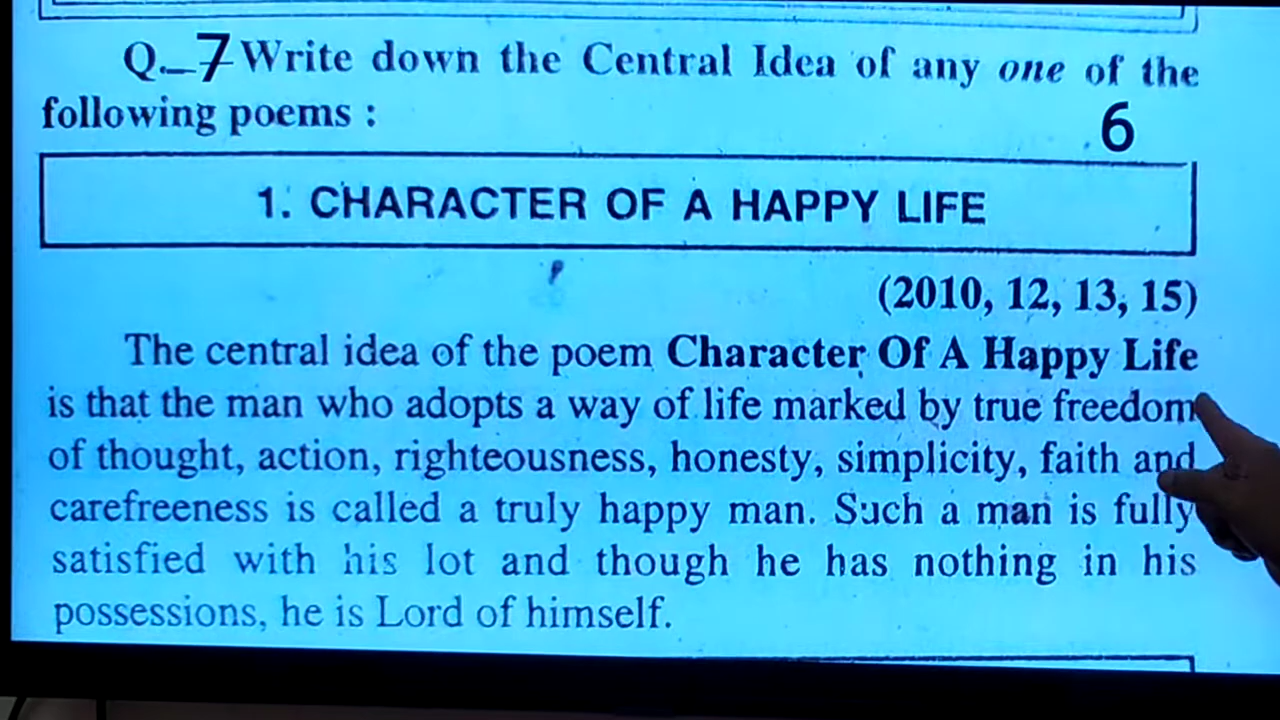 Q._7 Write down the Central Idea of any one of the
following poems :
6
1. CHARACTER OF A HAPPY LIFE
(2010, 12, 13, 15)
The central idea of the poem Character Of A Happy Life
is that the man who adopts a way of life marked by true freedom
of thought, action, righteousness, honesty, simplicity, faith and
carefreeness is called a truly happy man. Such a man is fully
satisfied with his lot and though he has nothing in his
possessions, he is Lord of himself.